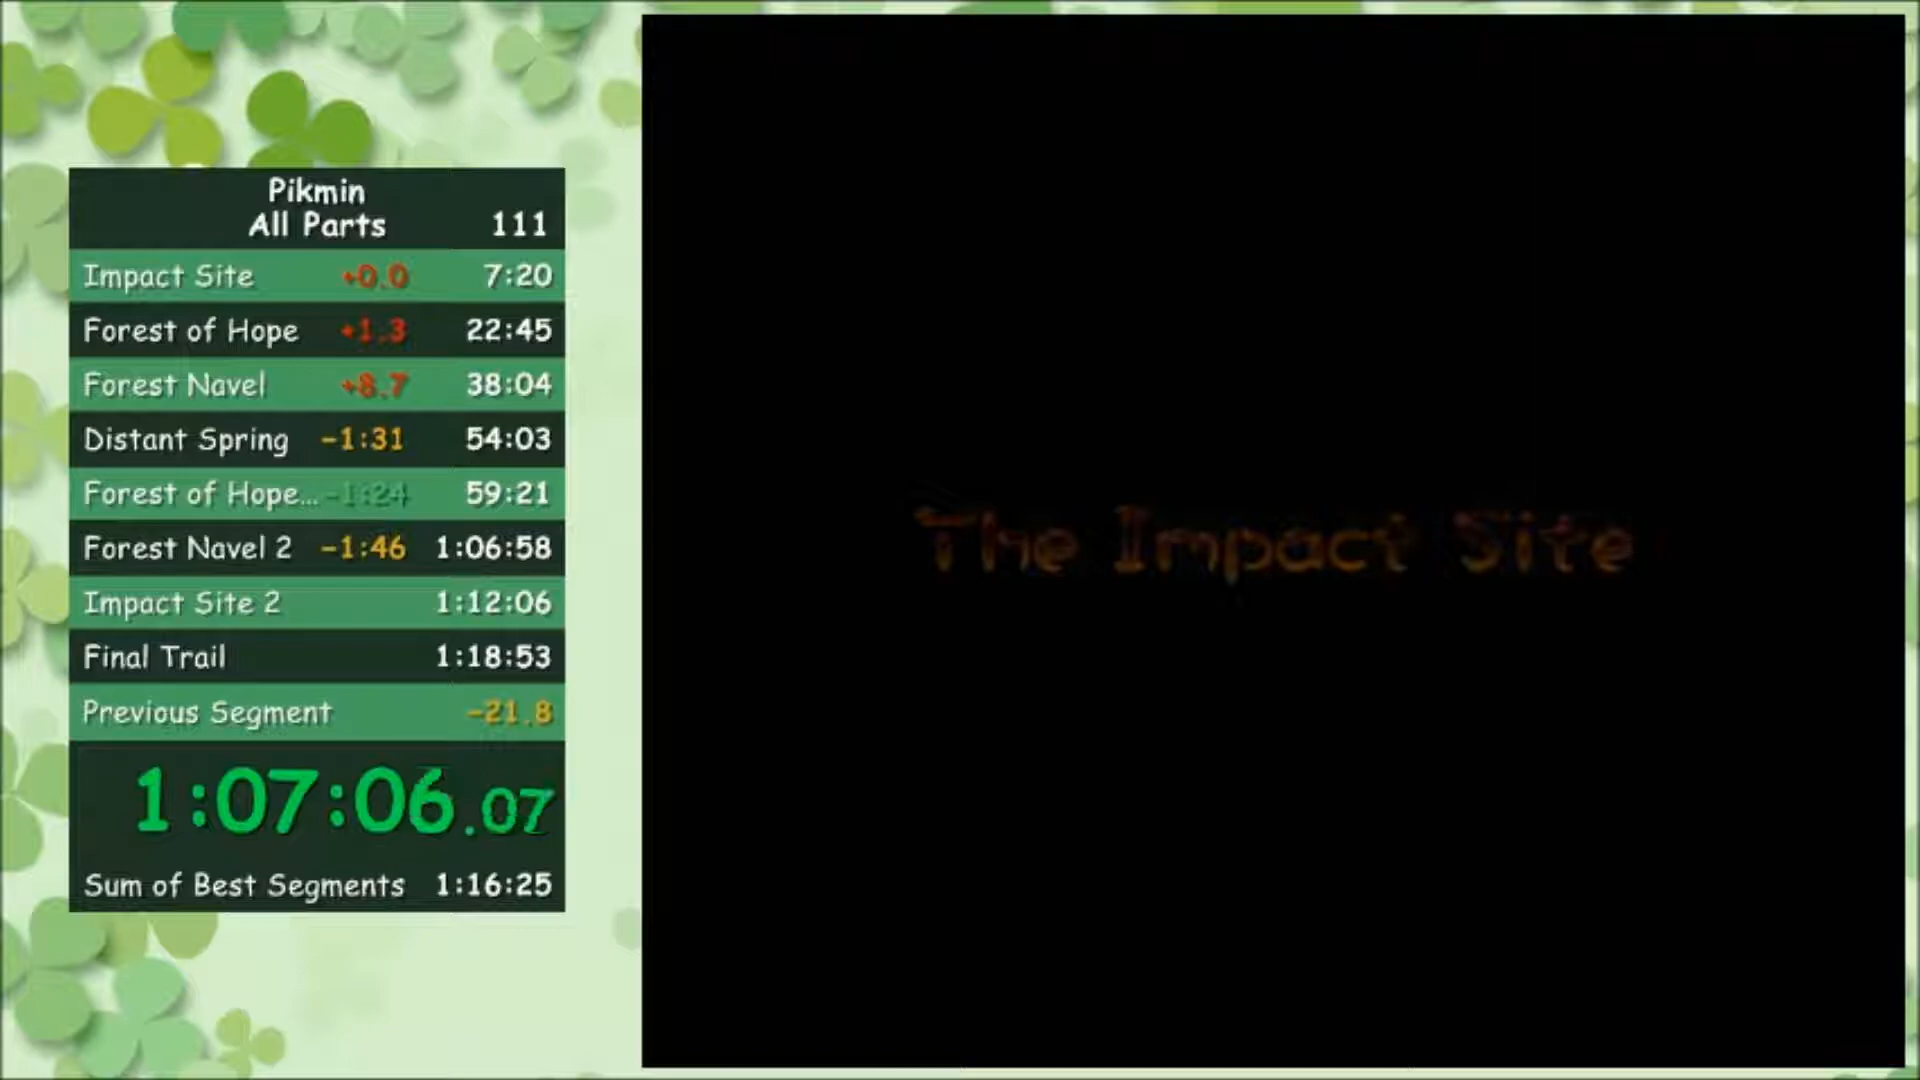 Pikmin
All Parts 111
Impact Site +0.0 7:20
Forest of Hope +1.3 22:45
Forest Navel +8.7 38:04
Distant Spring -1:31 54:03
Forest of Hope... -1:24 59:21
Forest Navel 2 -1:46 1:06:58
Impact Site 2 1:12:06
Final Trail 1:18:53
Previous Segment -21.8
1:07:06.07
Sum of Best Segments 1:16:25
The Impact Site